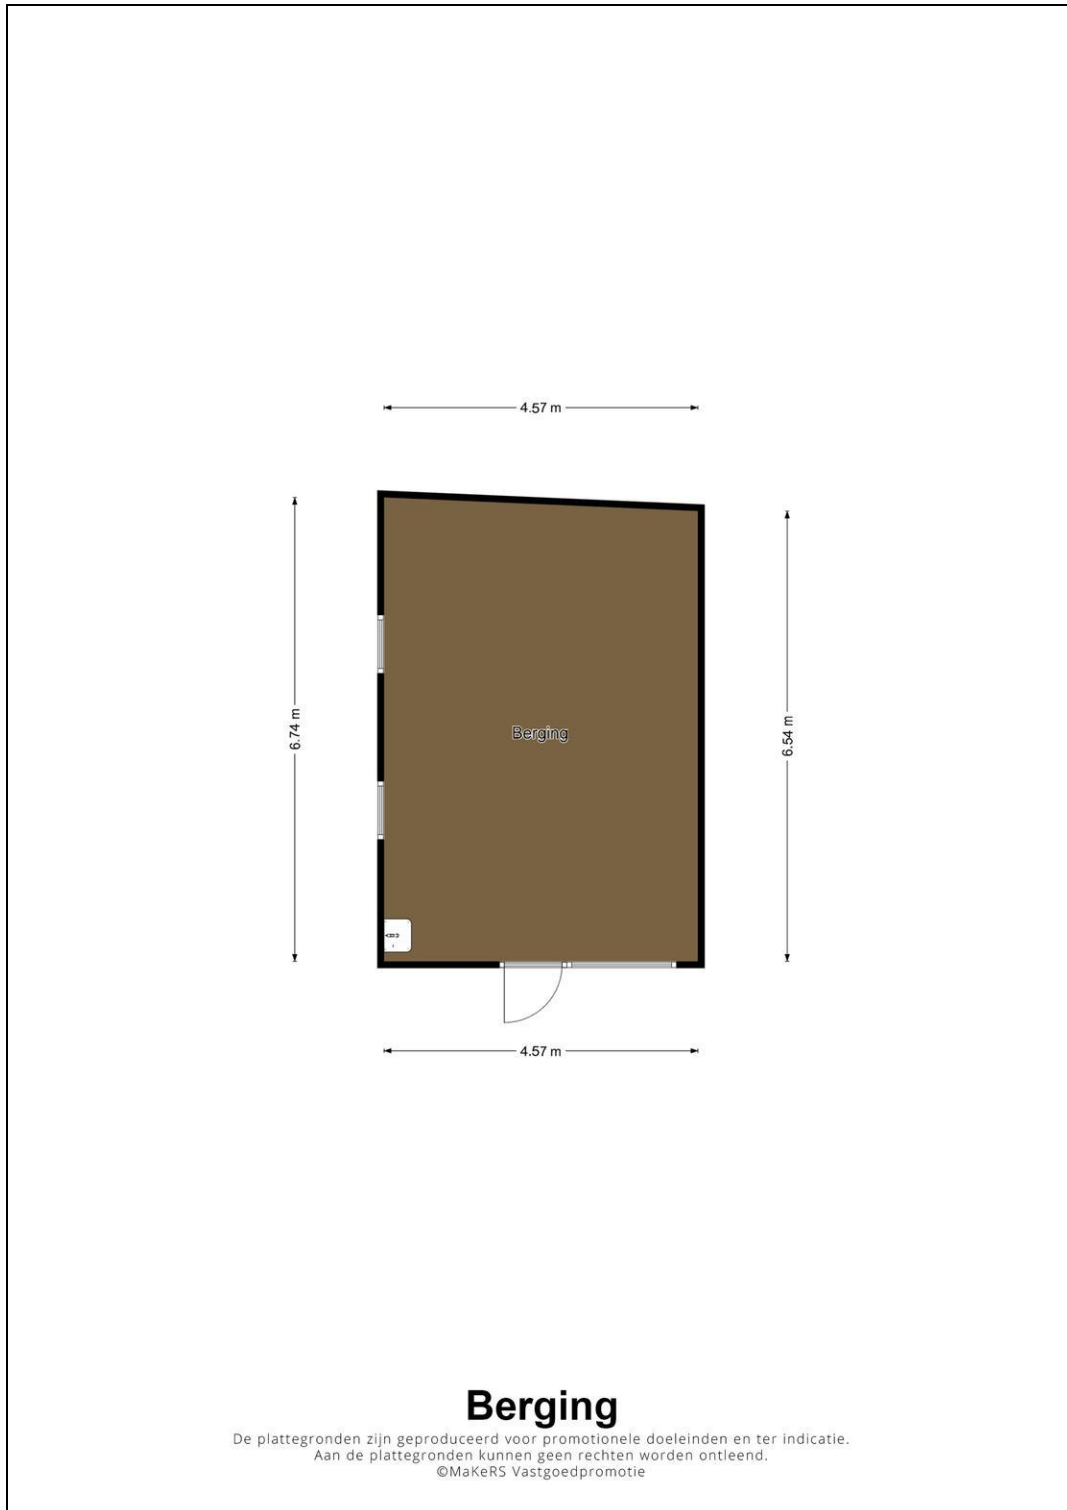 4.57 m
6.74 m
6.54 m
Berging
4.57 m
Berging
De plattegronden zijn geproduceerd voor promotionele doeleinden en ter indicatie.
Aan de plattegronden kunnen geen rechten worden ontleend.
©MaKeRS Vastgoedpromotie